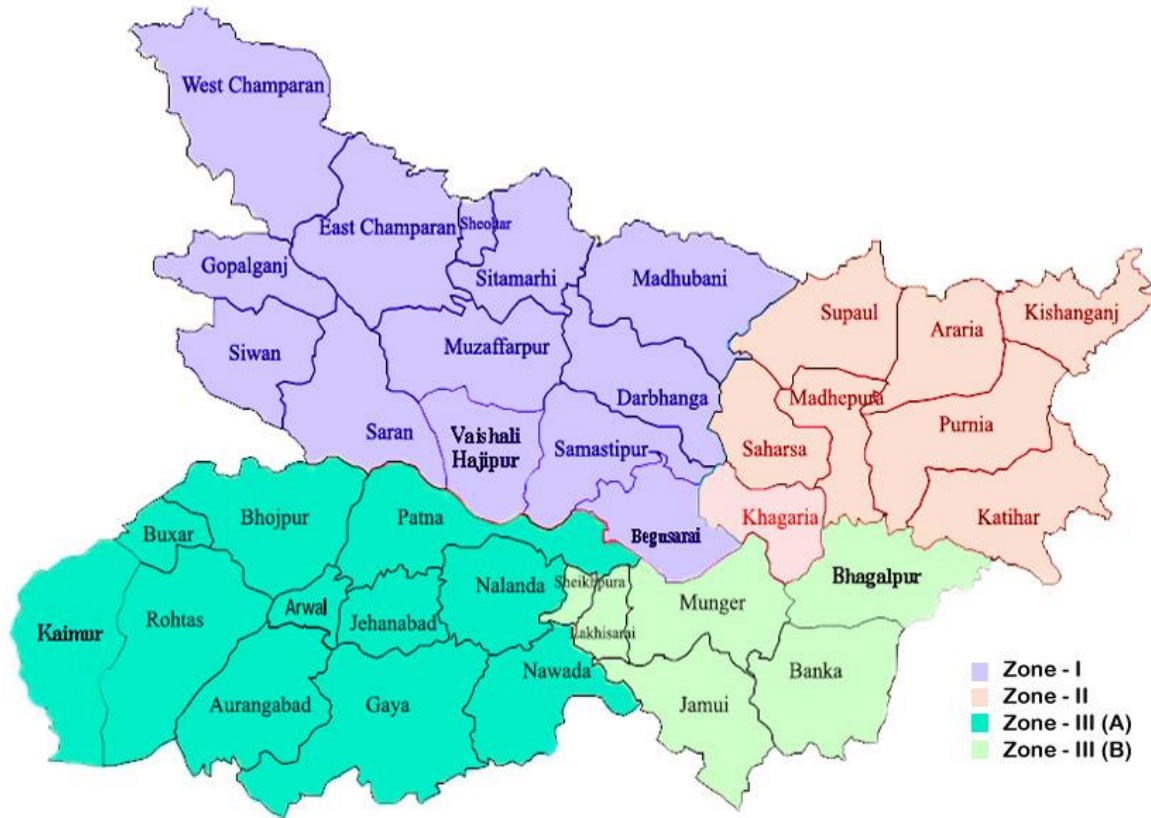 West Champaran
East Champaran
Sheohar
Gopalganj
Sitamarhi
Madhubani
Supaul
Araria
Kishanganj
Siwan
Muzaffarpur
Darbhanga
Madhepura
Purnia
Saran
Vaishali
Hajipur
Samastipur
Saharsa
Begusarai
Khagaria
Katihar
Buxar
Bhojpur
Patna
Nalanda
Sheikhpura
Munger
Bhagalpur
Kaimur
Rohtas
Arwal
Jehanabad
Lakhisarai
Aurangabad
Gaya
Nawada
Jamui
Banka
Zone - I
Zone - II
Zone - III (A)
Zone - III (B)